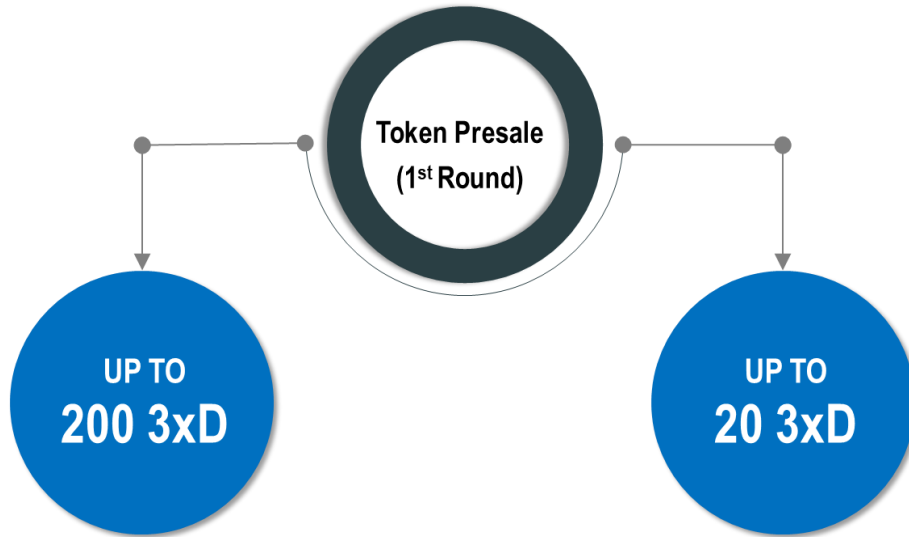 Token Presale
(1st Round)
UP TO
200 3xD
UP TO
20 3xD